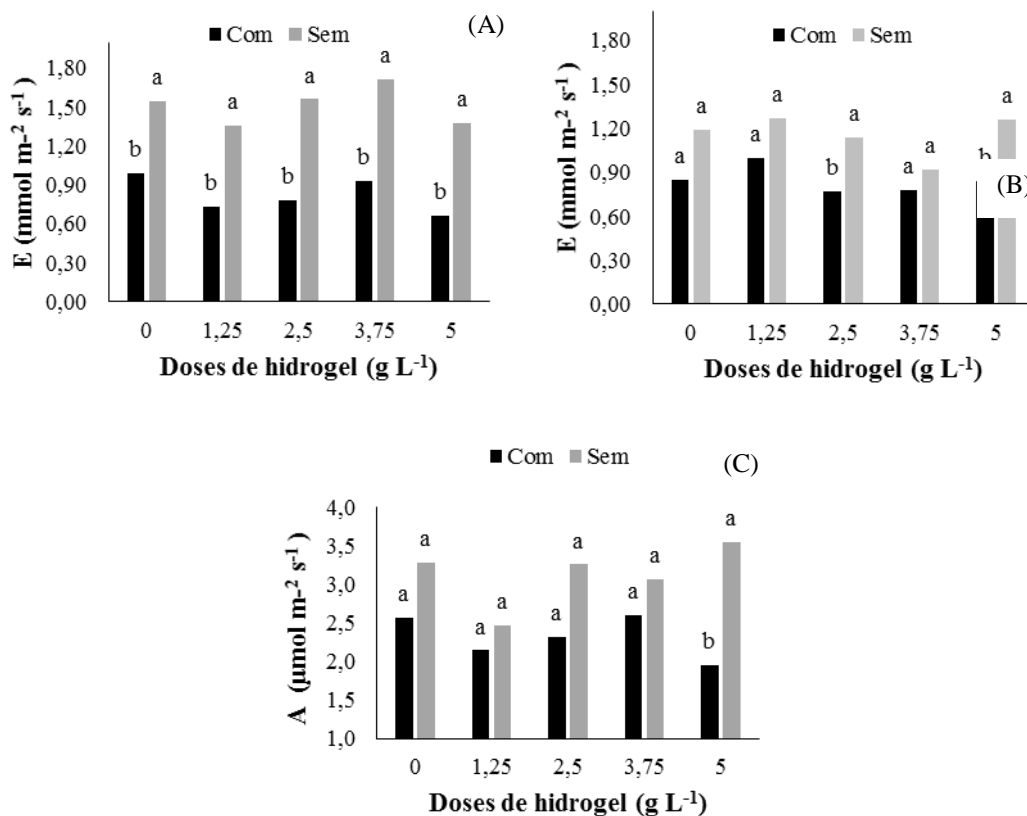 (A)
Com Sem
E (mmol m-² s⁻¹)
1,80
1,50
1,20
0,90
0,60
0,30
0,00
b a b a b a b a b a
0 1,25 2,5 3,75 5
Doses de hidrogel (g L⁻¹)
(B)
Com Sem
E (mmol m-² s⁻¹)
1,80
1,50
1,20
0,90
0,60
0,30
0,00
a a a a b a a a b a
0 1,25 2,5 3,75 5
Doses de hidrogel (g L⁻¹)
(C)
Com Sem
A (µmol m-² s⁻¹)
4,0
3,5
3,0
2,5
2,0
1,5
1,0
a a a a a a a a b a
0 1,25 2,5 3,75 5
Doses de hidrogel (g L⁻¹)